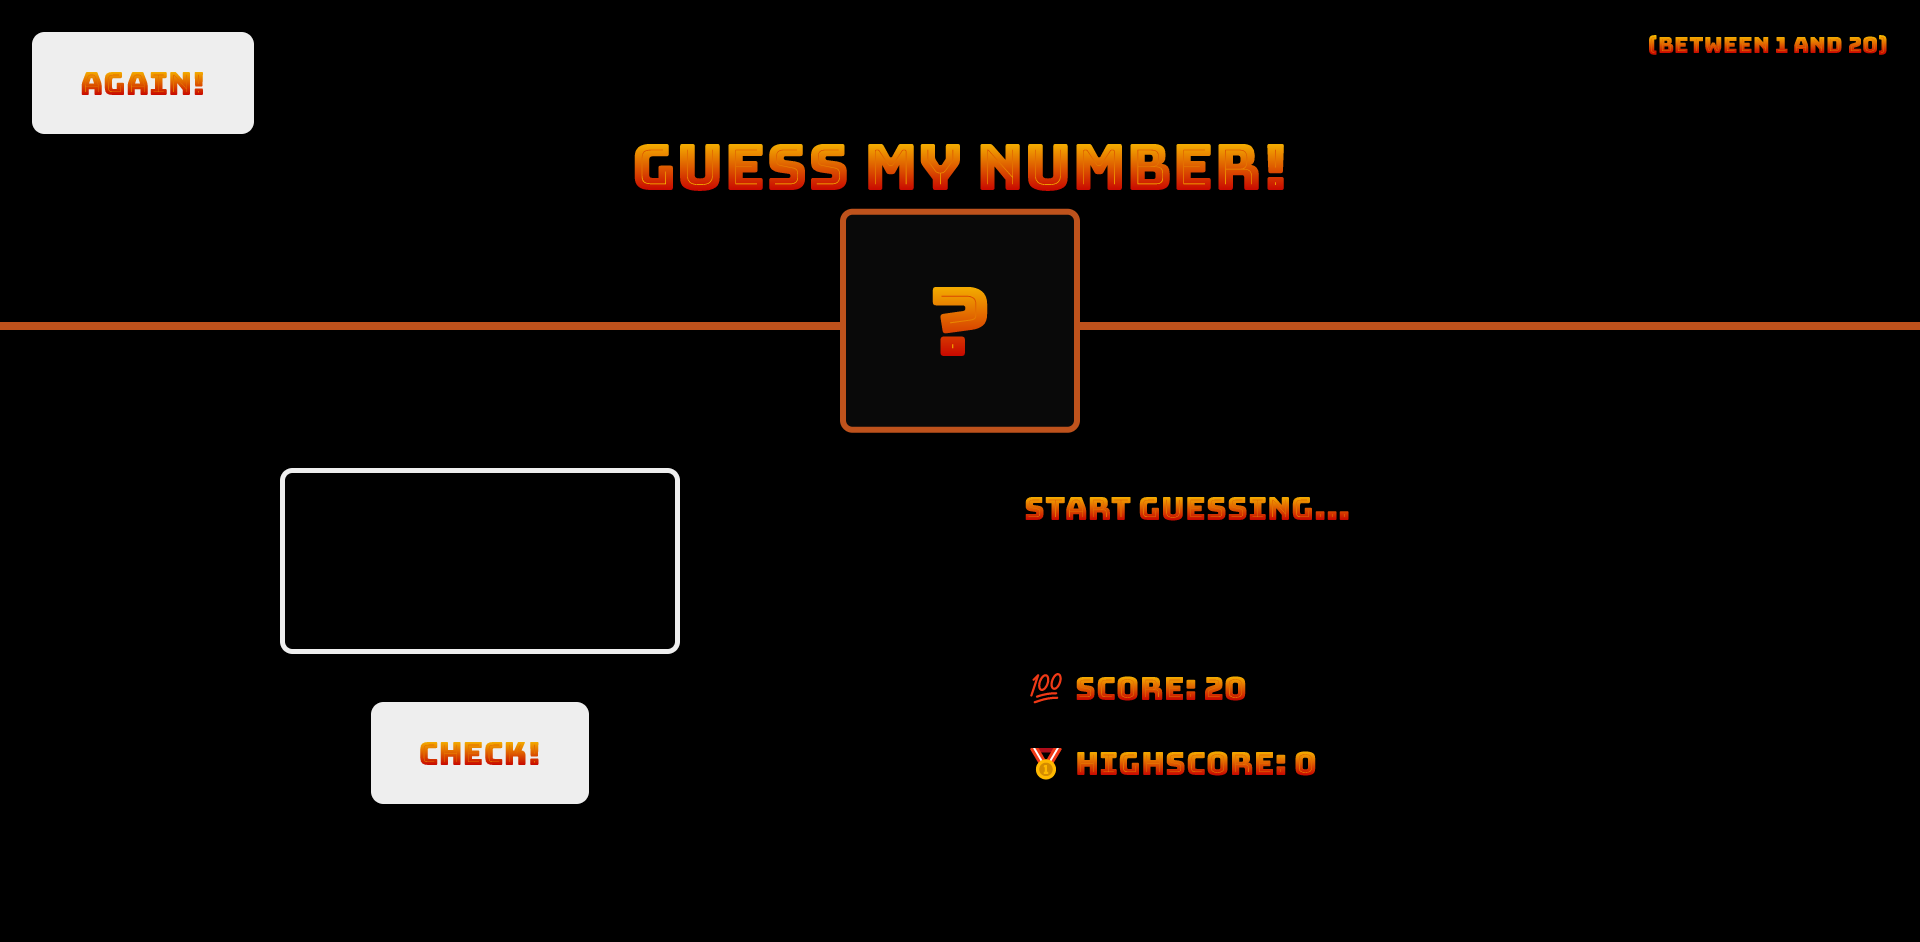 AGAIN!
(BETWEEN 1 AND 20)
GUESS MY NUMBER!
?
START GUESSING...
💯 SCORE: 20
CHECK!
🥇 HIGHSCORE: 0